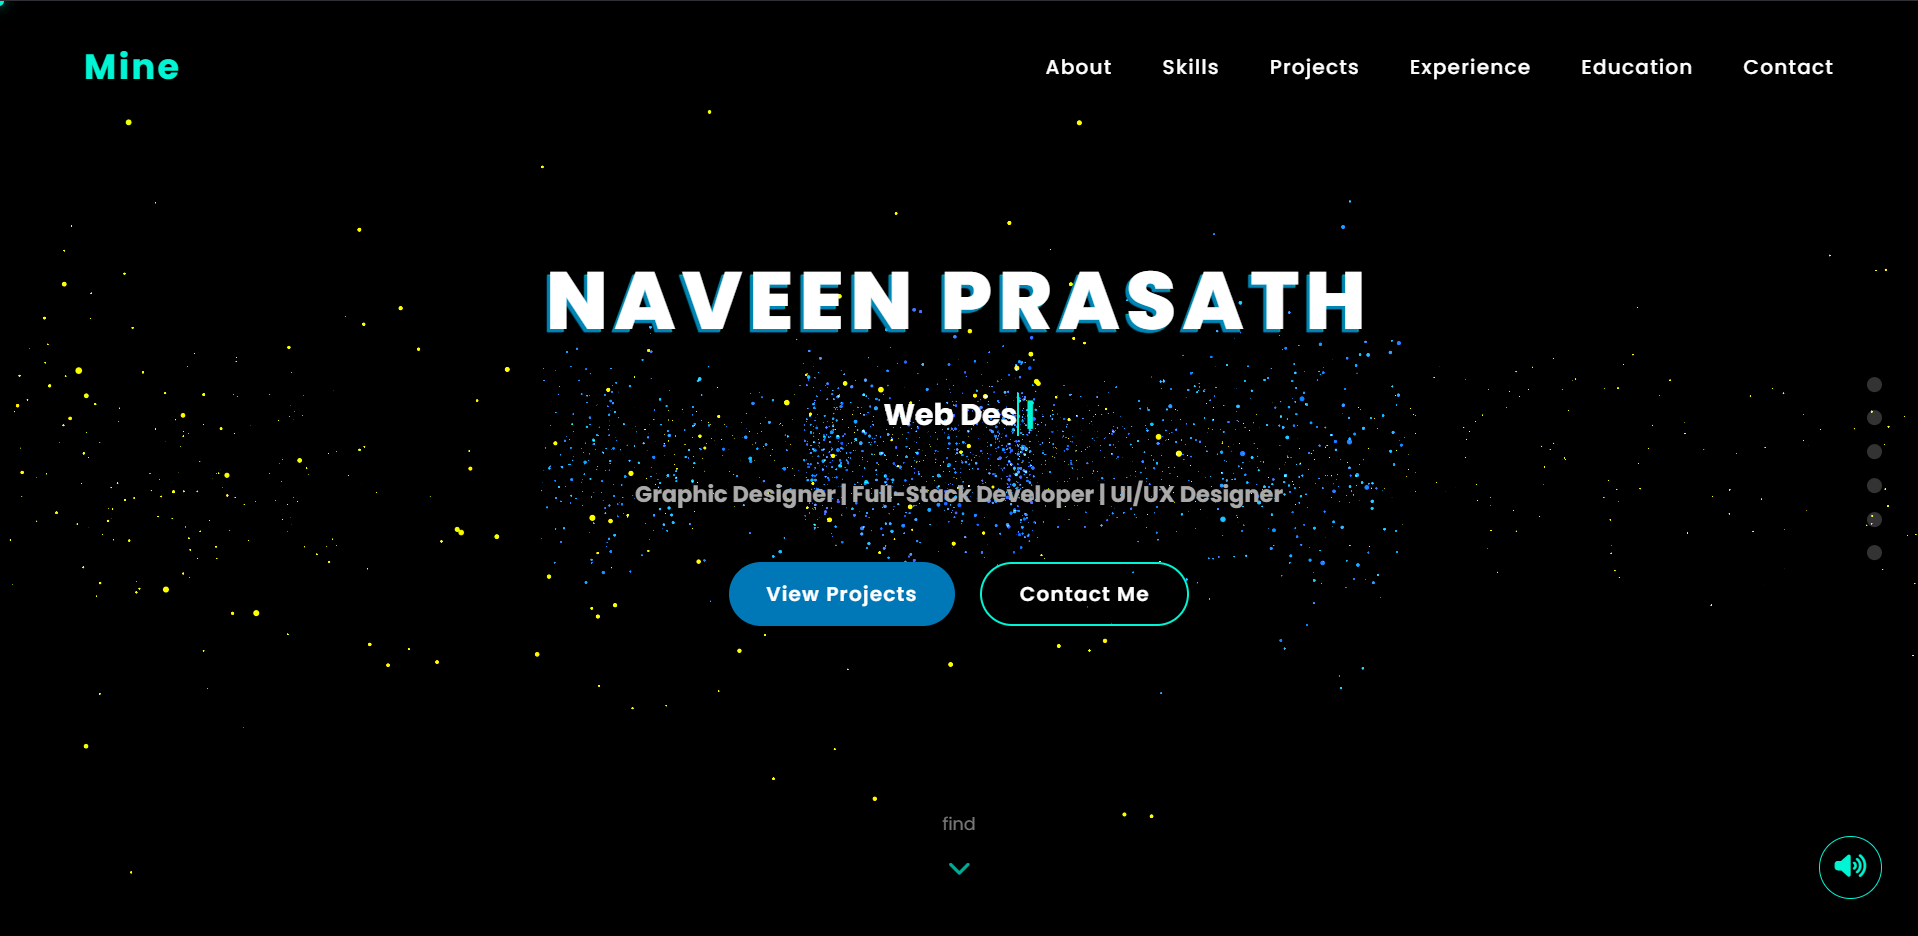 Mine
About Skills Projects Experience Education Contact
NAVEEN PRASATH
Web Des
Graphic Designer | Full-Stack Developer | UI/UX Designer
View Projects Contact Me
find